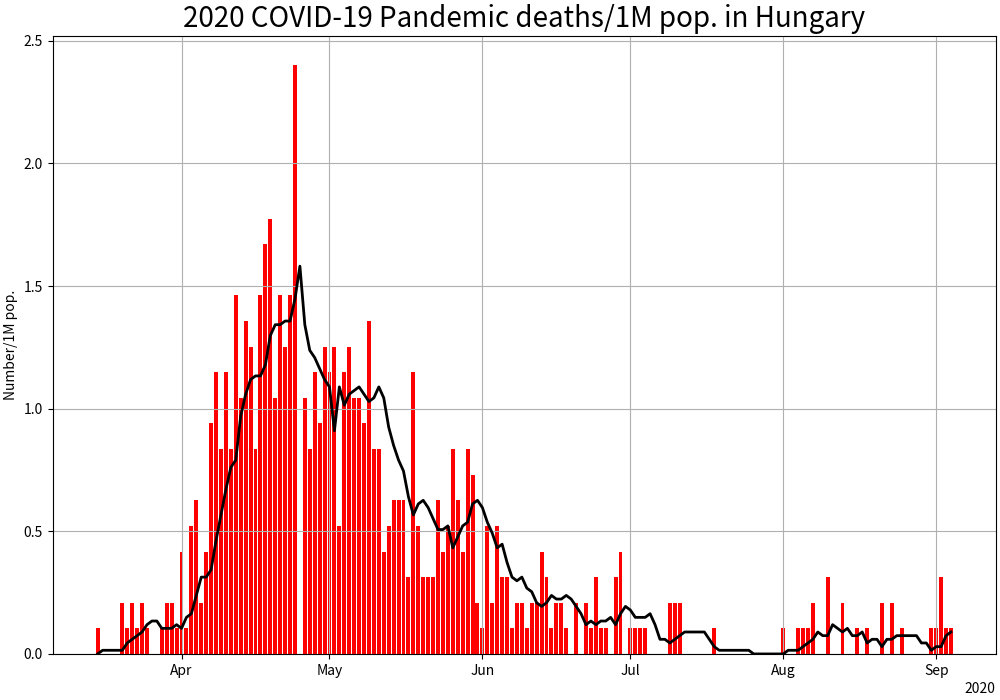 2020 COVID-19 Pandemic deaths/1M pop. in Hungary
2.5
2.0
1.5
1.0
0.5
0.0
Number/1M pop.
Apr May Jun Jul Aug Sep
2020